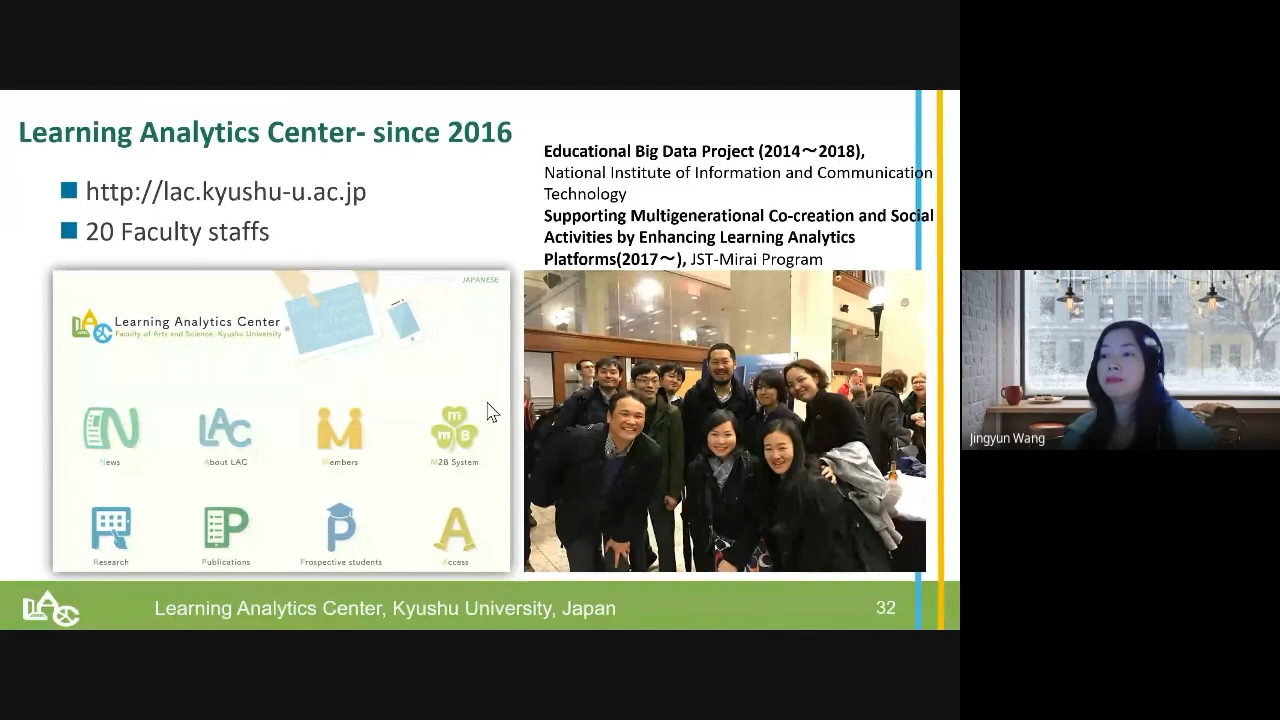 Learning Analytics Center- since 2016
http://lac.kyushu-u.ac.jp
20 Faculty staffs
Educational Big Data Project (2014～2018),
National Institute of Information and Communication
Technology
Supporting Multigenerational Co-creation and Social
Activities by Enhancing Learning Analytics
Platforms(2017～), JST-Mirai Program
JAPANESE
LAC
Learning Analytics Center
Faculty of Arts and Science, Kyushu University
News
About LAC
Members
M2B System
Research
Publications
Prospective students
Access
LAC
Learning Analytics Center, Kyushu University, Japan
32
Jingyun Wang